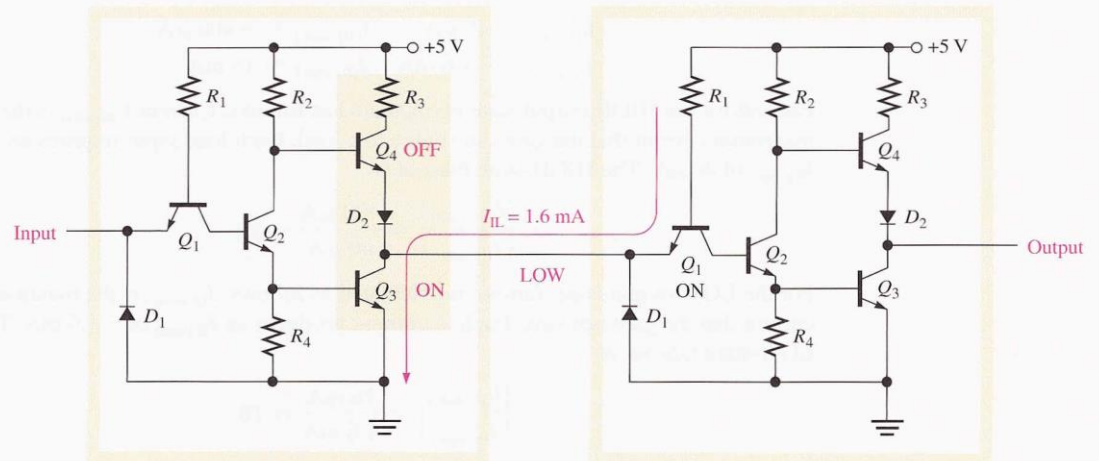 +5 V
R1
R2
R3
Q4 OFF
D2
Input
Q1
Q2
ON
Q3
D1
R4
IIL = 1.6 mA
LOW
+5 V
R1
R2
R3
Q4
D2
Output
Q1
ON
Q2
Q3
D1
R4